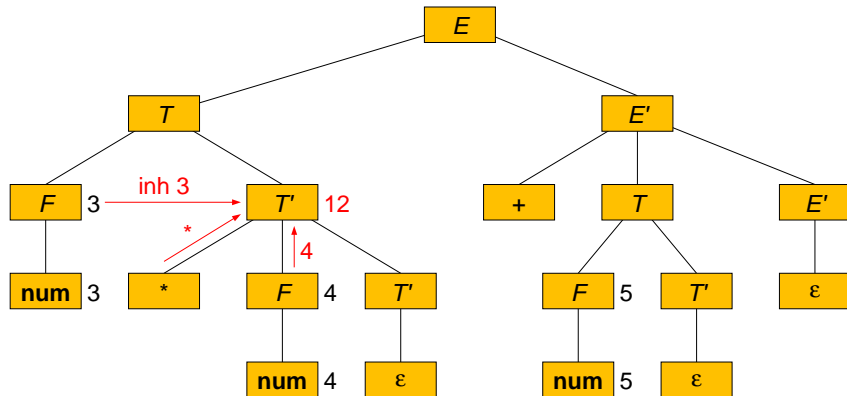 E
T E'
inh 3
F 3 T' 12 + T E'
* 4
num 3 * F 4 T' F 5 T' ε
num 4 ε num 5 ε